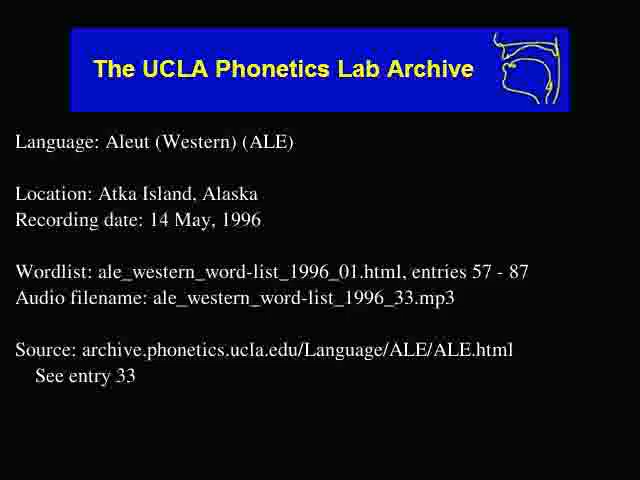 The UCLA Phonetics Lab Archive
Language: Aleut (Western) (ALE)
Location: Atka Island, Alaska
Recording date: 14 May, 1996
Wordlist: ale_western_word-list_1996_01.html, entries 57 - 87
Audio filename: ale_western_word-list_1996_33.mp3
Source: archive.phonetics.ucla.edu/Language/ALE/ALE.html
See entry 33